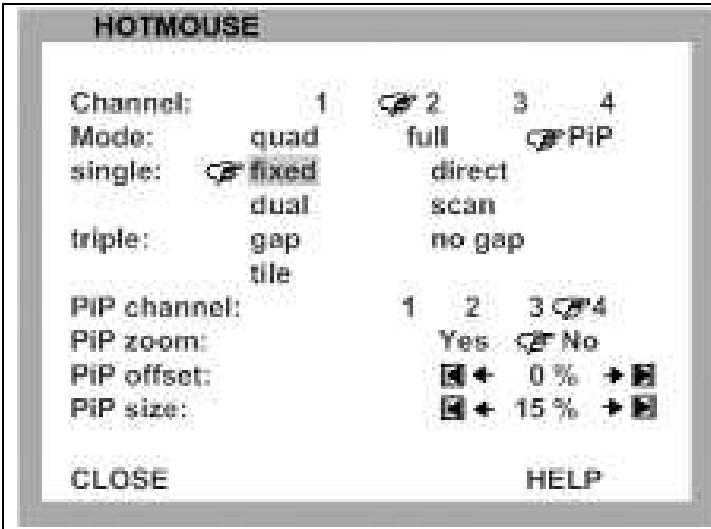 HOTMOUSE
Channel: 1 2 3 4
Mode: quad full PiP
single: fixed direct
dual scan
triple: gap no gap
tile
PiP channel: 1 2 3 4
PiP zoom: Yes No
PiP offset: 0 %
PiP size: 15 %
CLOSE HELP